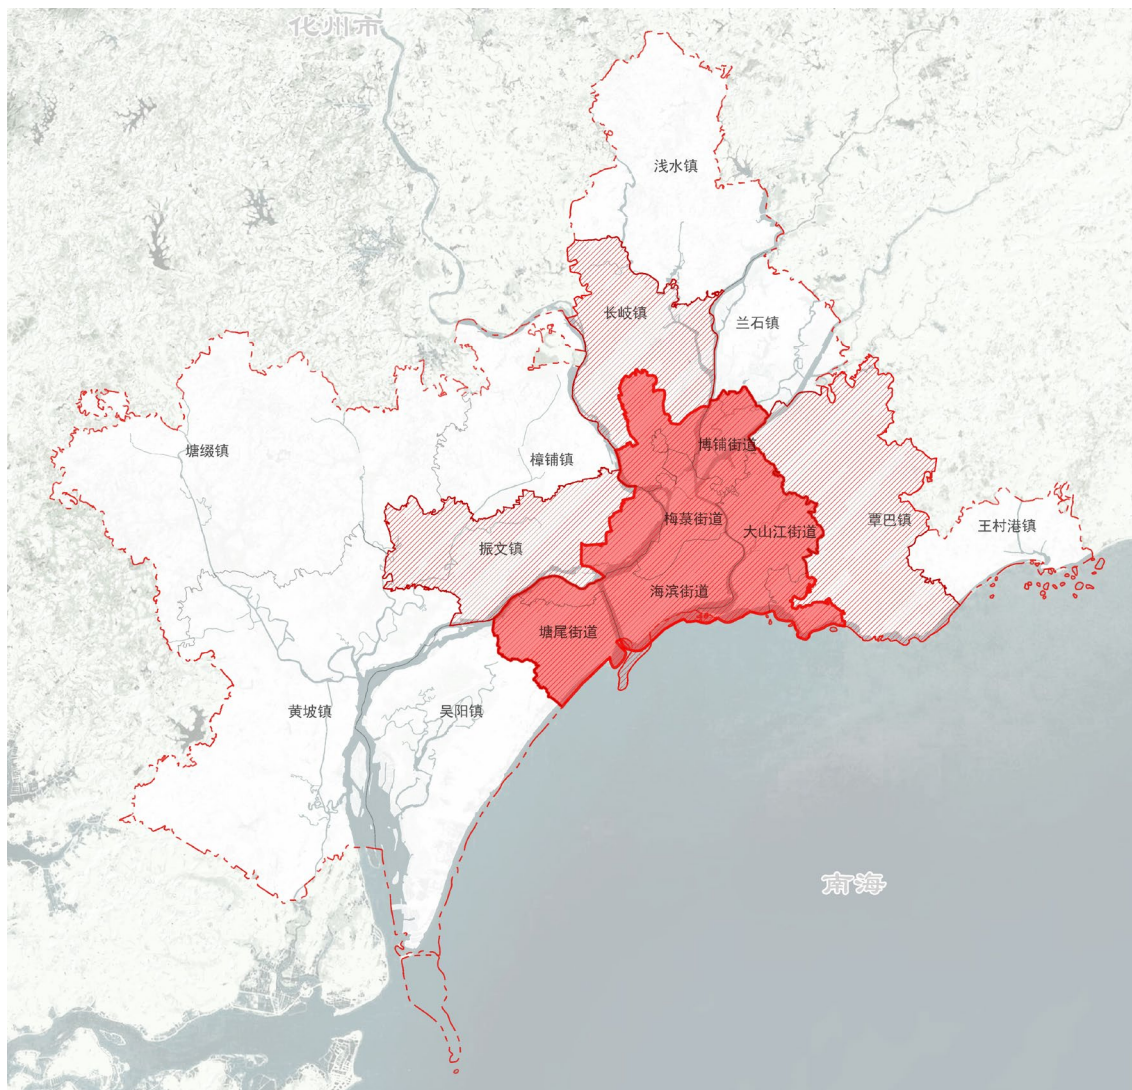 化州市
浅水镇
长岐镇
兰石镇
塘㙍镇
樟铺镇
博铺街道
梅菉街道
大山江街道
覃巴镇
王村港镇
振文镇
海滨街道
塘尾街道
黄坡镇
吴阳镇
南海